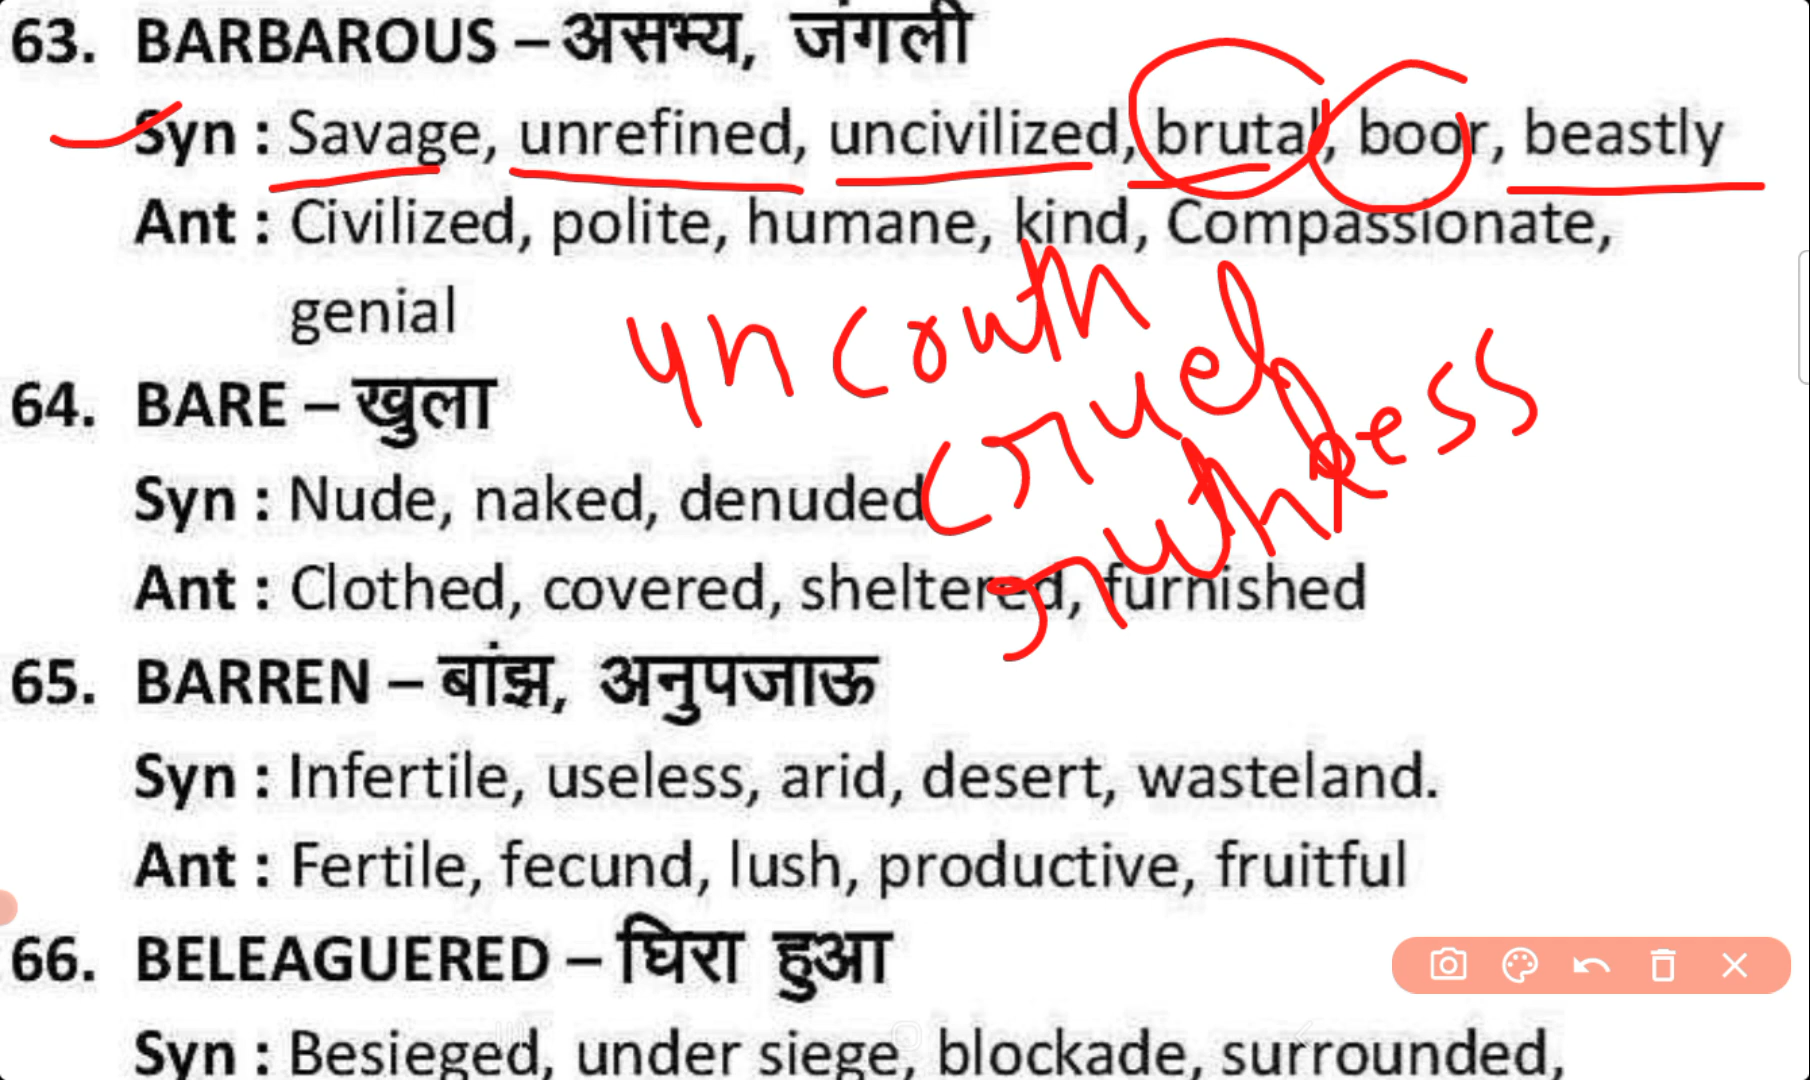 63. BARBAROUS – असभ्य, जंगली
Syn : Savage, unrefined, uncivilized, brutal, boor, beastly
Ant : Civilized, polite, humane, kind, Compassionate,
genial
uncouth
64. BARE – खुला
cruel
Syn : Nude, naked, denuded
ruthless
Ant : Clothed, covered, sheltered, furnished
65. BARREN – बांझ, अनुपजाऊ
Syn : Infertile, useless, arid, desert, wasteland.
Ant : Fertile, fecund, lush, productive, fruitful
66. BELEAGUERED – घिरा हुआ
Syn : Besieged, under siege, blockade, surrounded,